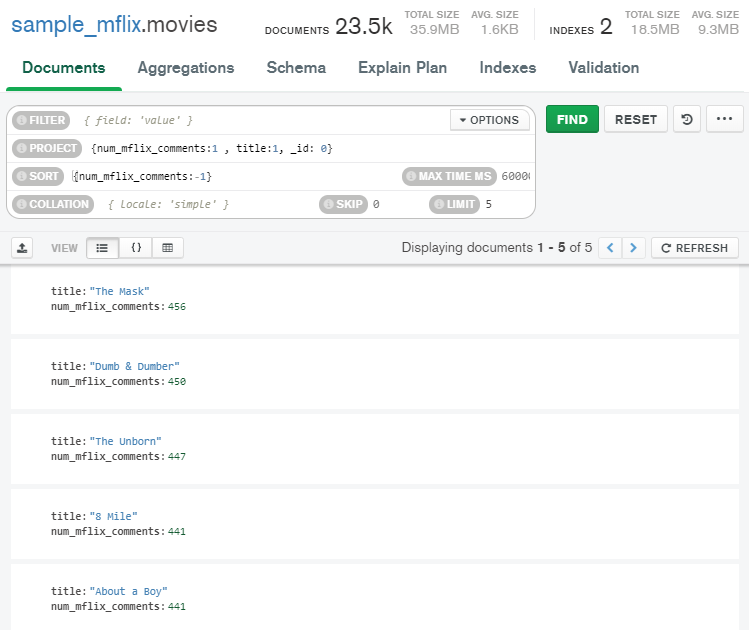 sample_mflix.movies
DOCUMENTS 23.5k TOTAL SIZE 35.9MB AVG. SIZE 1.6KB INDEXES 2 TOTAL SIZE 18.5MB AVG. SIZE 9.3MB
Documents Aggregations Schema Explain Plan Indexes Validation
FILTER { field: 'value' } OPTIONS FIND RESET ...
PROJECT {num_mflix_comments:1 , title:1, _id: 0}
SORT {num_mflix_comments:-1} MAX TIME MS 60000
COLLATION { locale: 'simple' } SKIP 0 LIMIT 5
VIEW {} Displaying documents 1 - 5 of 5 < > REFRESH
title: "The Mask"
num_mflix_comments: 456
title: "Dumb & Dumber"
num_mflix_comments: 450
title: "The Unborn"
num_mflix_comments: 447
title: "8 Mile"
num_mflix_comments: 441
title: "About a Boy"
num_mflix_comments: 441